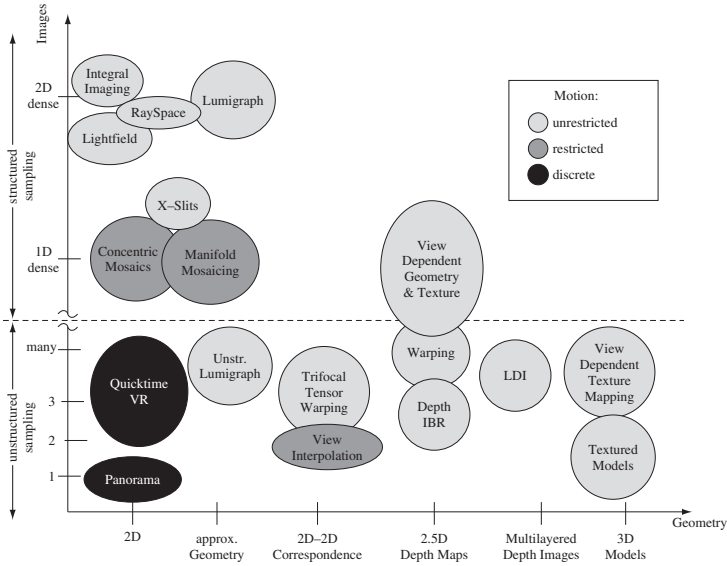 Images
structured
sampling
unstructured
sampling
2D
dense
1D
dense
many
3
2
1
Integral
Imaging
RaySpace
Lightfield
Lumigraph
X–Slits
Concentric
Mosaics
Manifold
Mosaicing
View
Dependent
Geometry
& Texture
Motion:
unrestricted
restricted
discrete
Quicktime
VR
Panorama
Unstr.
Lumigraph
Trifocal
Tensor
Warping
View
Interpolation
Warping
Depth
IBR
LDI
View
Dependent
Texture
Mapping
Textured
Models
2D
approx.
Geometry
2D–2D
Correspondence
2.5D
Depth Maps
Multilayered
Depth Images
3D
Models
Geometry